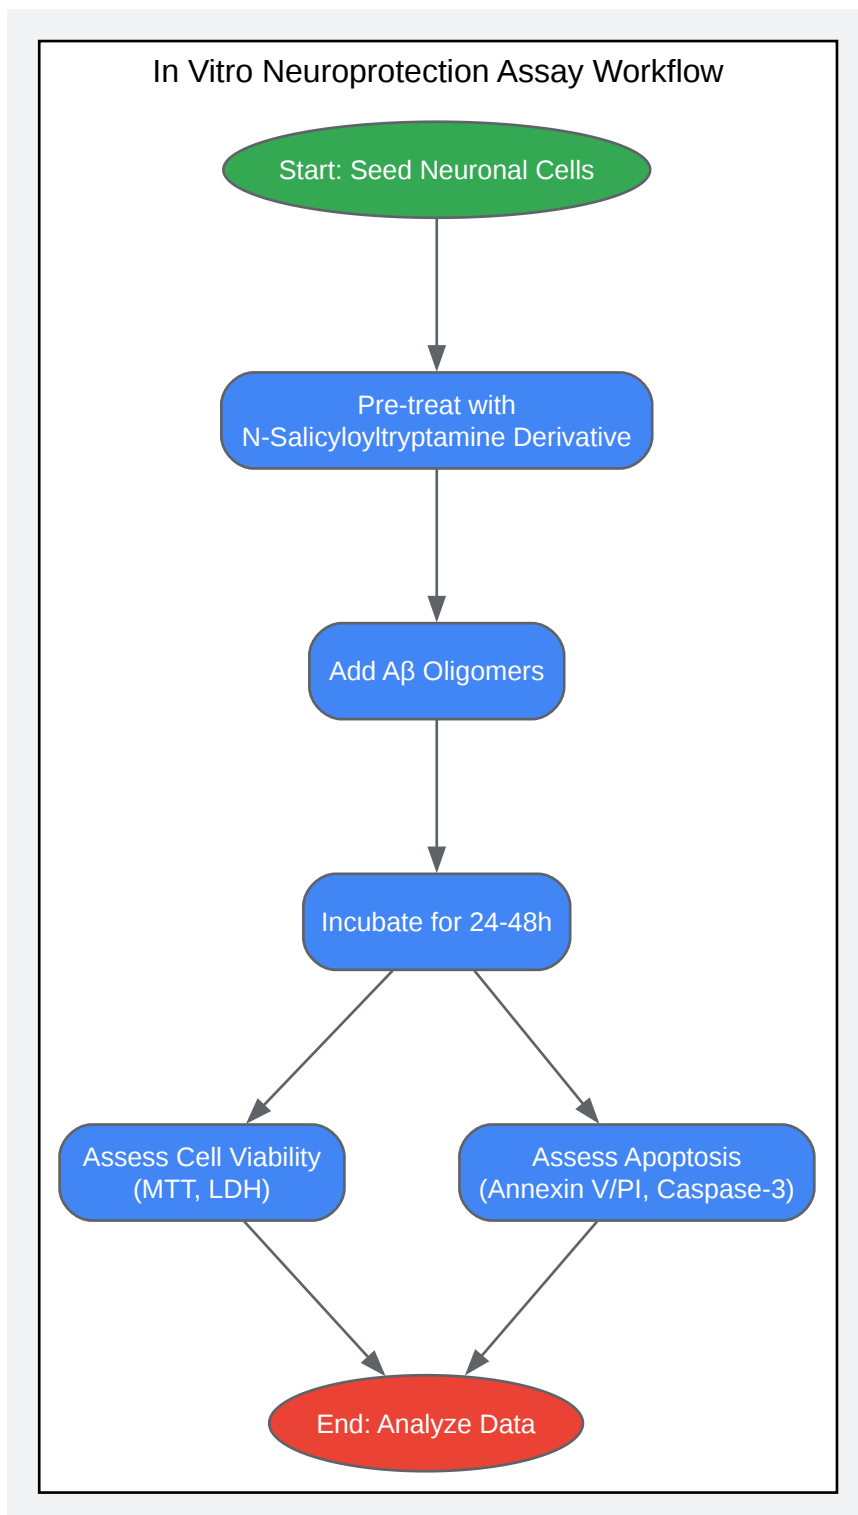 In Vitro Neuroprotection Assay Workflow
Start: Seed Neuronal Cells
Pre-treat with
N-Salicyloyltryptamine Derivative
Add Aβ Oligomers
Incubate for 24-48h
Assess Cell Viability
(MTT, LDH)
Assess Apoptosis
(Annexin V/PI, Caspase-3)
End: Analyze Data